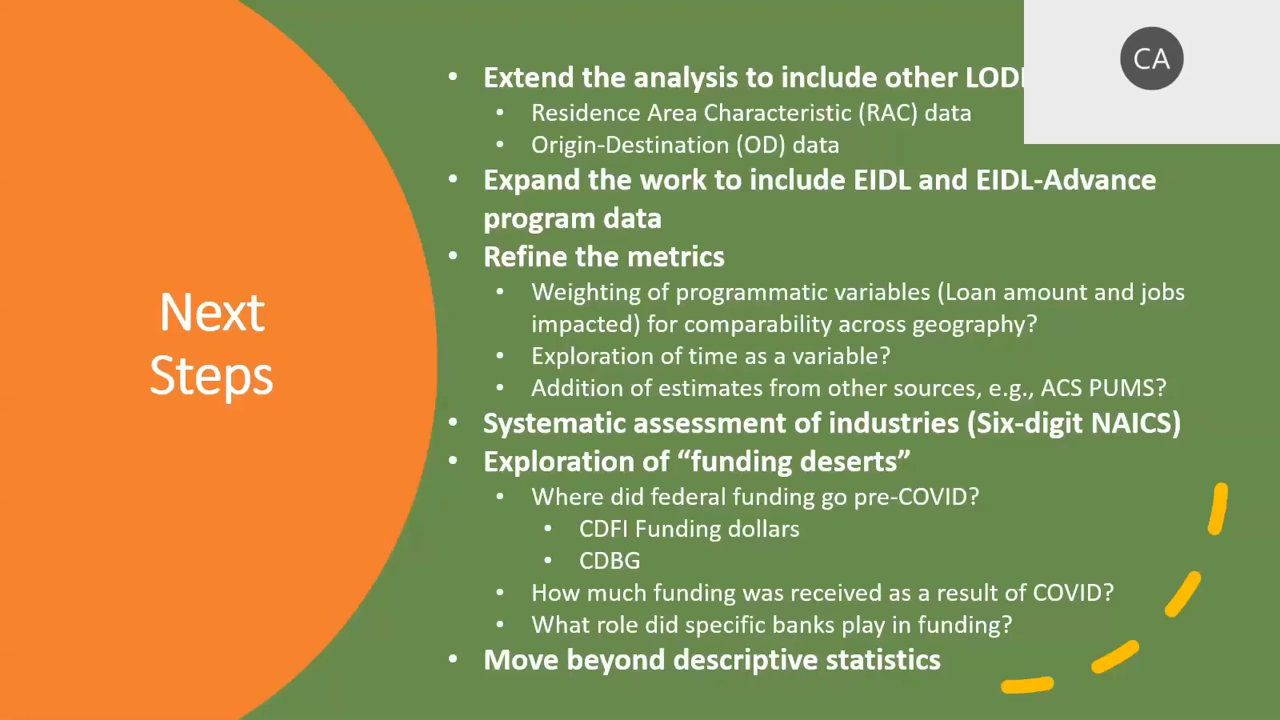 Next
Steps
• Extend the analysis to include other
• Residence Area Characteristic (RAC) data
• Origin-Destination (OD) data
• Expand the work to include EIDL and EIDL-Advance
program data
• Refine the metrics
• Weighting of programmatic variables (Loan amount and jobs
impacted) for comparability across geography?
• Exploration of time as a variable?
• Addition of estimates from other sources, e.g., ACS PUMS?
• Systematic assessment of industries (Six-digit NAICS)
• Exploration of “funding deserts”
• Where did federal funding go pre-COVID?
• CDFI Funding dollars
• CDBG
• How much funding was received as a result of COVID?
• What role did specific banks play in funding?
• Move beyond descriptive statistics
CA